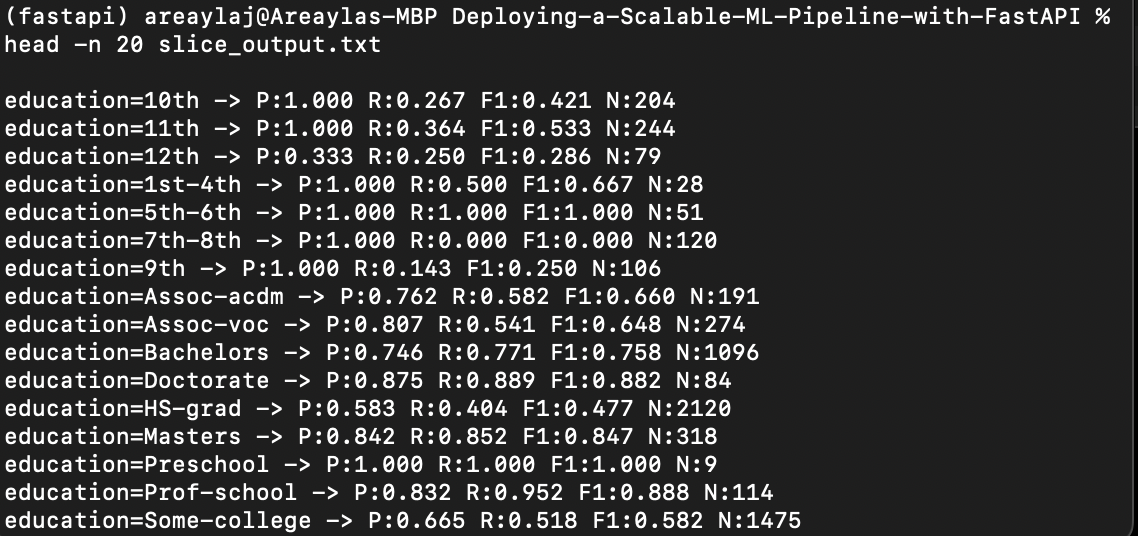 (fastapi) areaylaj@Areaylas-MBP Deploying-a-Scalable-ML-Pipeline-with-FastAPI %
head -n 20 slice_output.txt
education=10th -> P:1.000 R:0.267 F1:0.421 N:204
education=11th -> P:1.000 R:0.364 F1:0.533 N:244
education=12th -> P:0.333 R:0.250 F1:0.286 N:79
education=1st-4th -> P:1.000 R:0.500 F1:0.667 N:28
education=5th-6th -> P:1.000 R:1.000 F1:1.000 N:51
education=7th-8th -> P:1.000 R:0.000 F1:0.000 N:120
education=9th -> P:1.000 R:0.143 F1:0.250 N:106
education=Assoc-acdm -> P:0.762 R:0.582 F1:0.660 N:191
education=Assoc-voc -> P:0.807 R:0.541 F1:0.648 N:274
education=Bachelors -> P:0.746 R:0.771 F1:0.758 N:1096
education=Doctorate -> P:0.875 R:0.889 F1:0.882 N:84
education=HS-grad -> P:0.583 R:0.404 F1:0.477 N:2120
education=Masters -> P:0.842 R:0.852 F1:0.847 N:318
education=Preschool -> P:1.000 R:1.000 F1:1.000 N:9
education=Prof-school -> P:0.832 R:0.952 F1:0.888 N:114
education=Some-college -> P:0.665 R:0.518 F1:0.582 N:1475